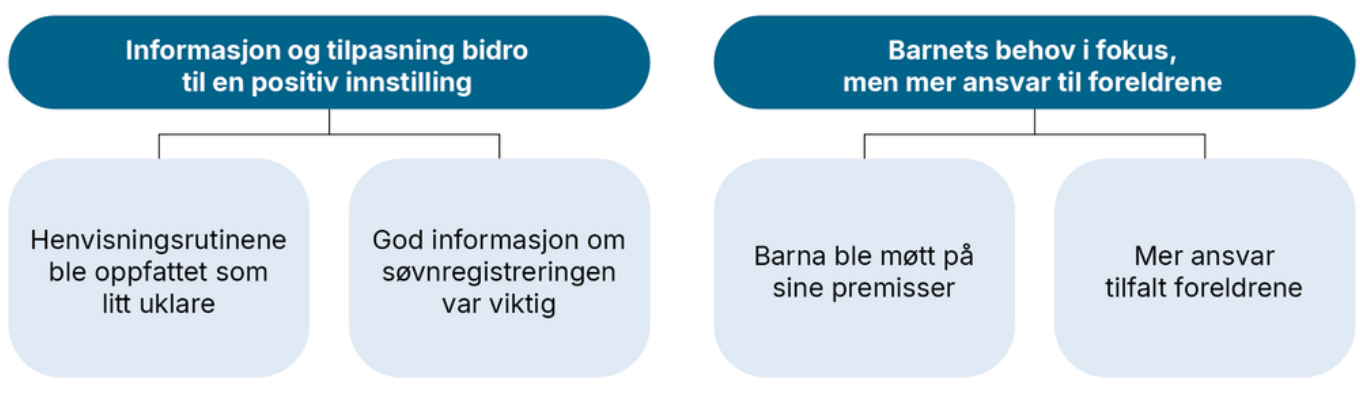 Informasjon og tilpasning bidro
til en positiv innstilling
Henvisningsrutinene
ble oppfattet som
litt uklare
God informasjon om
søvnregistreringen
var viktig
Barnets behov i fokus,
men mer ansvar til foreldrene
Barna ble møtt på
sine premisser
Mer ansvar
tilfalt foreldrene